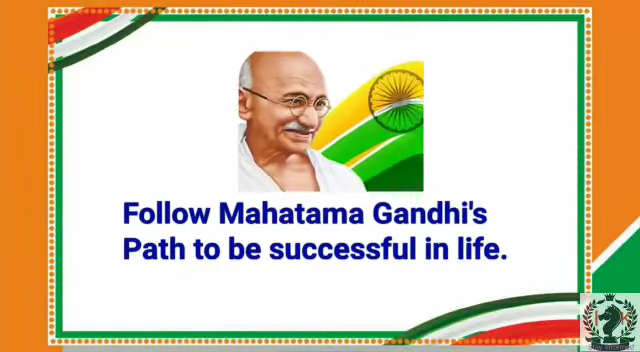 Follow Mahatama Gandhi's
Path to be successful in life.